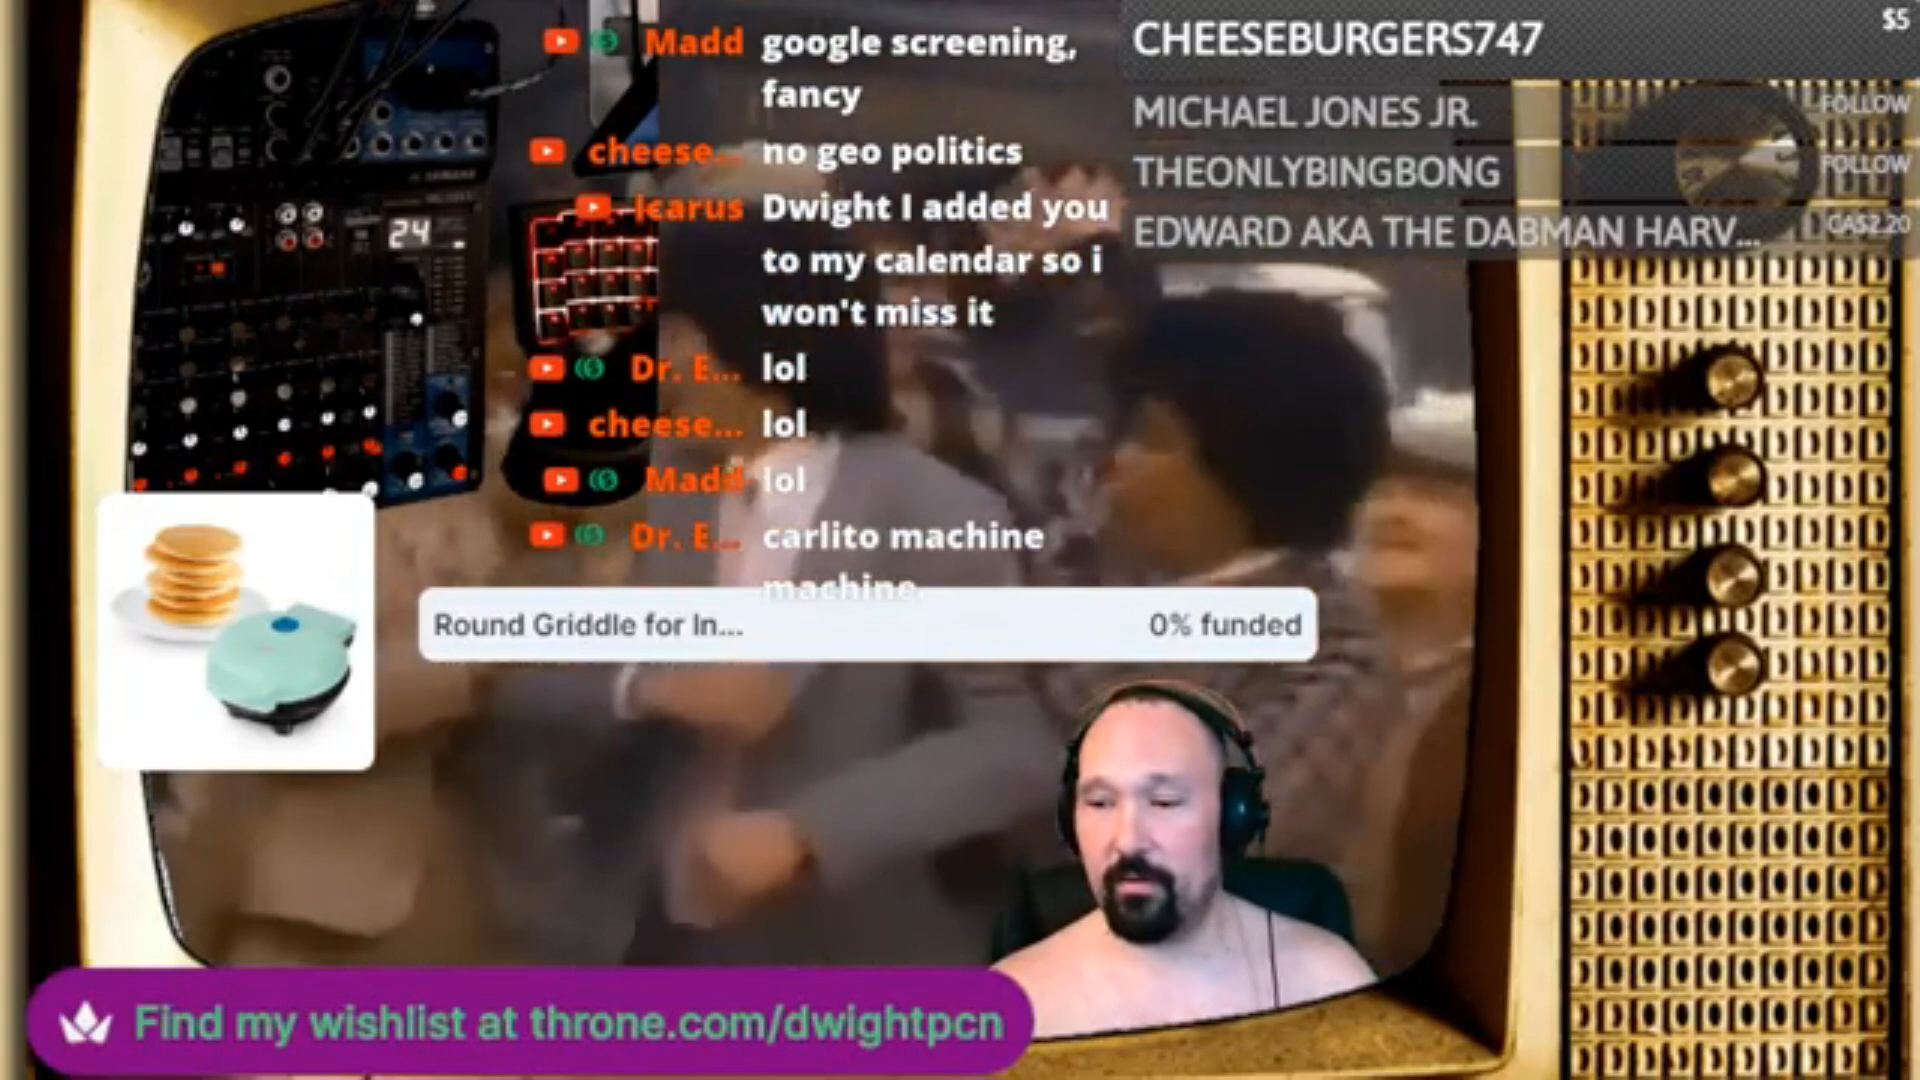 Madd google screening,
fancy
cheese... no geo politics
Icarus Dwight I added you
to my calendar so i
won't miss it
Dr. E... lol
cheese... lol
Madd lol
Dr. E... carlito machine
machine
CHEESEBURGERS747 $5
MICHAEL JONES JR. FOLLOW
THEONLYBINGBONG FOLLOW
EDWARD AKA THE DABMAN HARV... CA$2.20
YAMAHA
24
Round Griddle for In... 0% funded
Find my wishlist at throne.com/dwightpcn